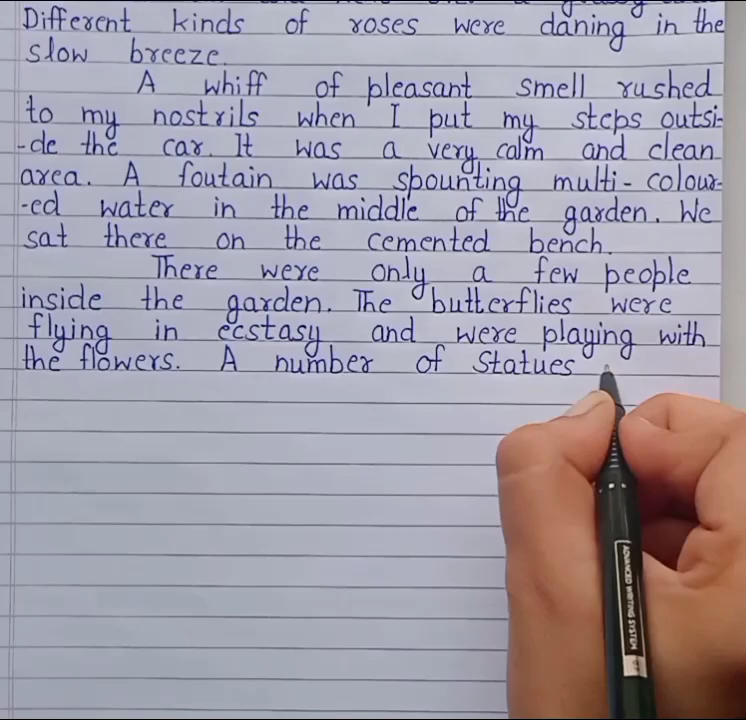 Different kinds of roses were daning in the
slow breeze.
A whiff of pleasant smell rushed
to my nostrils when I put my steps outsi-
-de the car. It was a very calm and clean
area. A foutain was spounting multi-colour-
-ed water in the middle of the garden. We
sat there on the cemented bench.
There were only a few people
inside the garden. The butterflies were
flying in ecstasy and were playing with
the flowers. A number of Statues
ADVANCED WRITING SYSTEM